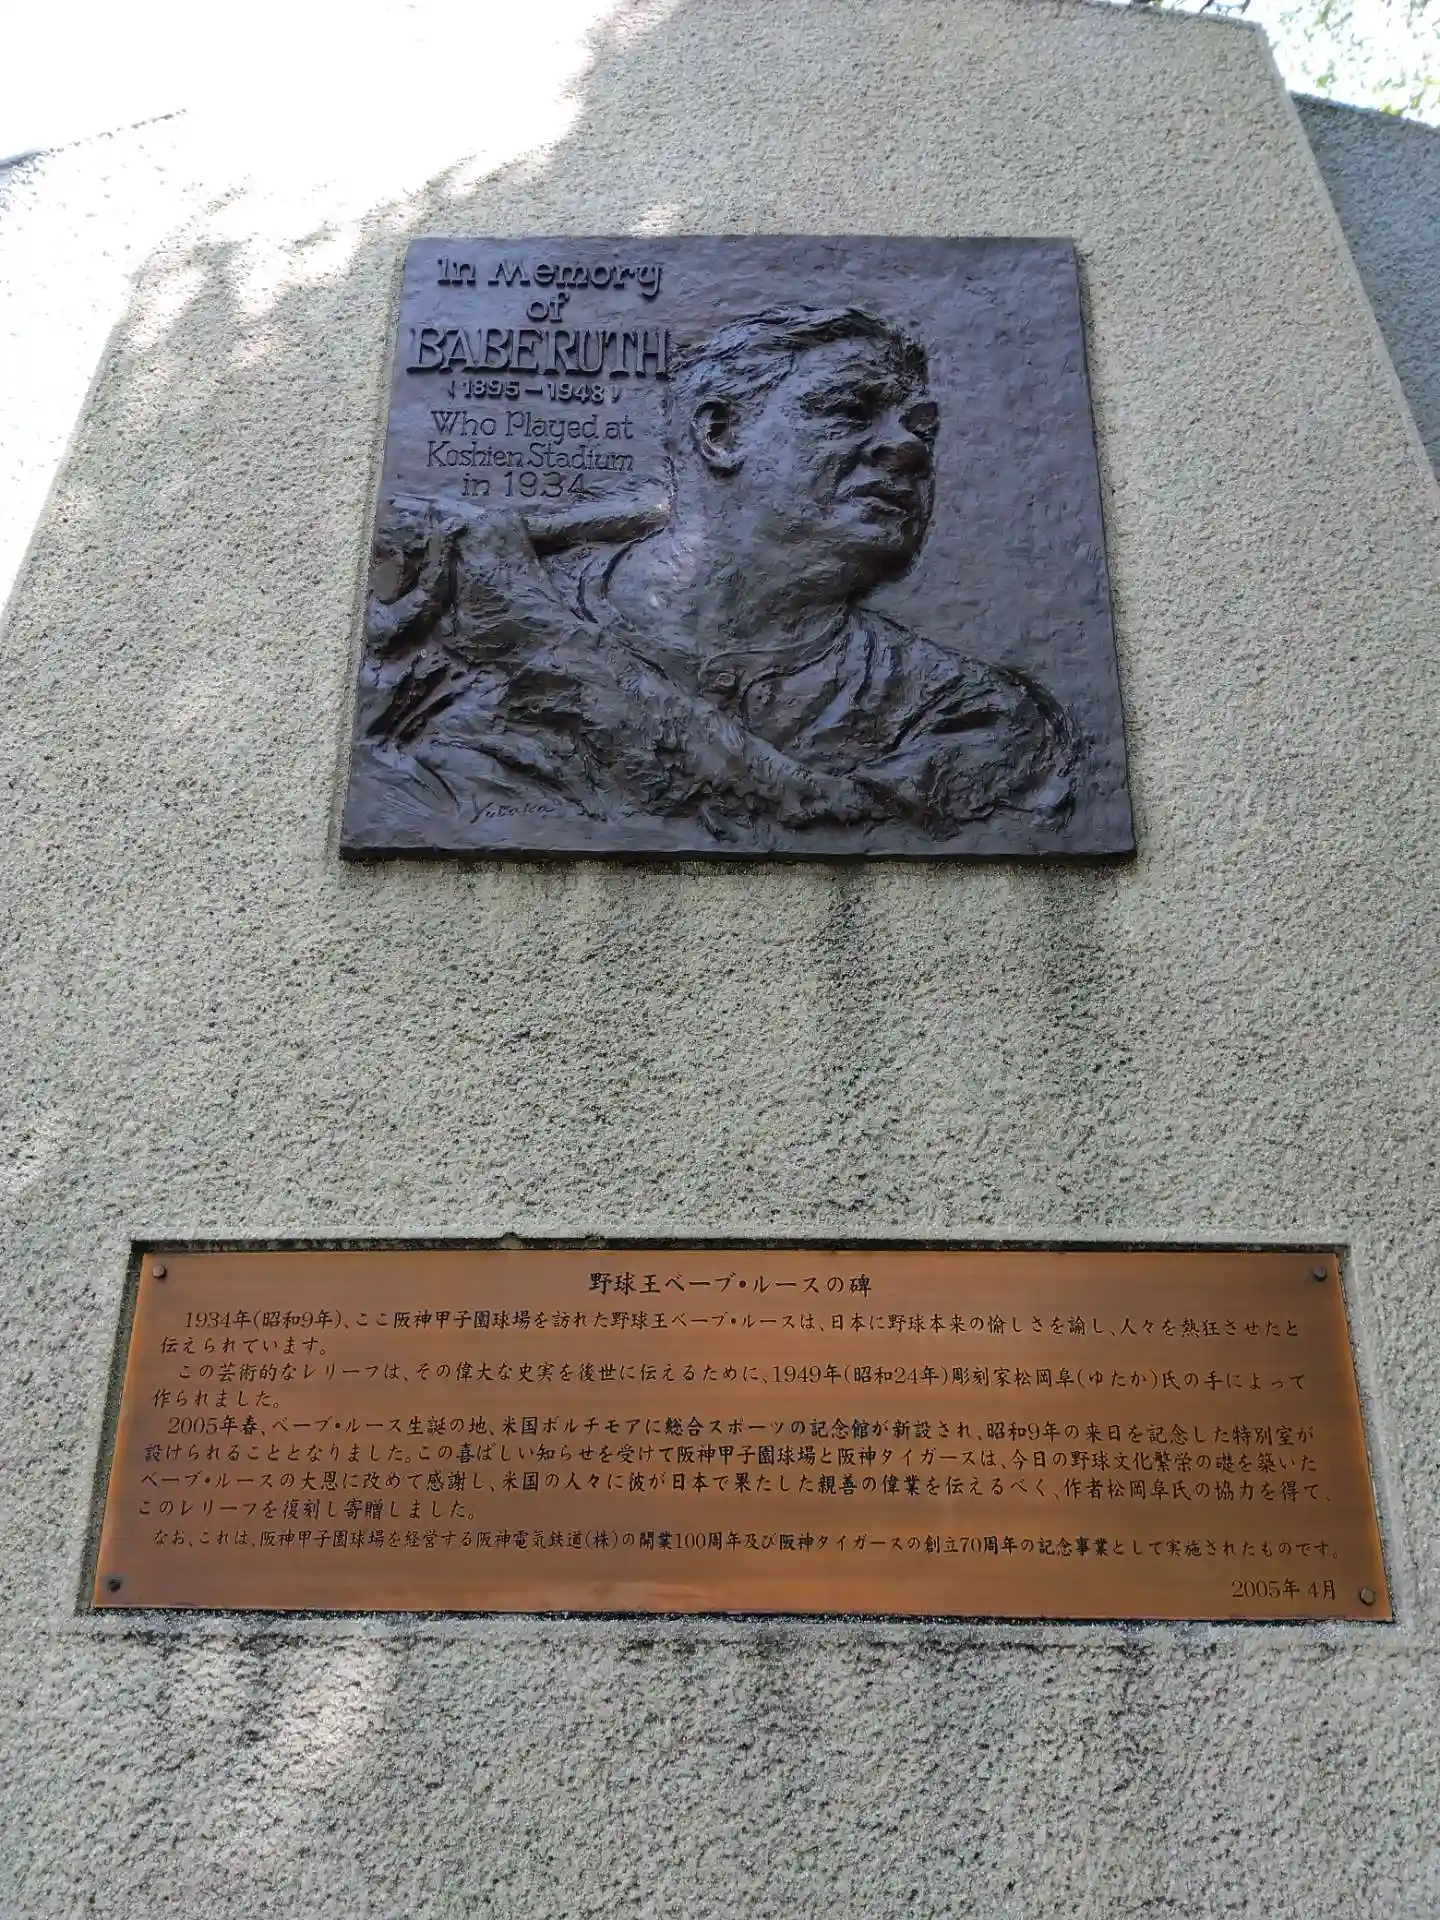 In Memory
of
BABE RUTH
(1895-1948)
Who Played at
Koshien Stadium
in 1934
Yutaka
野球王ベーブ・ルースの碑
1934年(昭和9年)、ここ阪神甲子園球場を訪れた野球王ベーブ・ルースは、日本に野球本来の愉しさを諭し、人々を熱狂させたと
伝えられています。
この芸術的なレリーフは、その偉大な史実を後世に伝えるために、1949年(昭和24年)彫刻家松岡阜(ゆたか)氏の手によって
作られました。
2005年春、ベーブ・ルース生誕の地、米国ボルチモアに総合スポーツの記念館が新設され、昭和9年の来日を記念した特別室が
設けられることとなりました。この喜ばしい知らせを受けて阪神甲子園球場と阪神タイガースは、今日の野球文化繁栄の礎を築いた
ベーブ・ルースの大恩に改めて感謝し、米国の人々に彼が日本で果たした親善の偉業を伝えるべく、作者松岡阜氏の協力を得て、
このレリーフを復刻し寄贈しました。
なお、これは、阪神甲子園球場を経営する阪神電気鉄道(株)の開業100周年及び阪神タイガースの創立70周年の記念事業として実施されたものです。
2005年 4月